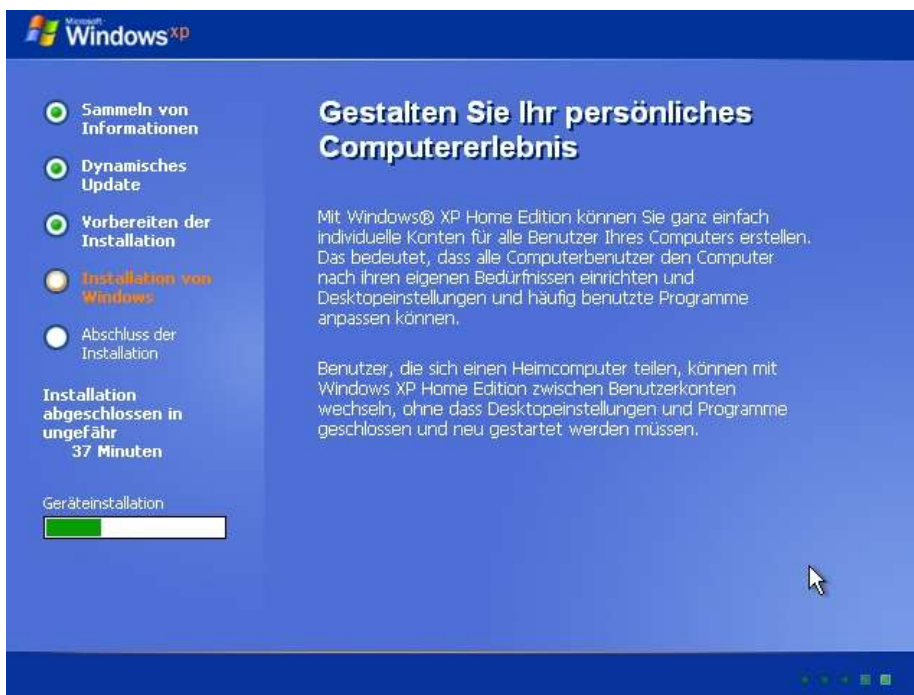 Microsoft
Windows xp
Sammeln von
Informationen
Dynamisches
Update
Vorbereiten der
Installation
Installation von
Windows
Abschluss der
Installation
Installation
abgeschlossen in
ungefähr
37 Minuten
Geräteinstallation
Gestalten Sie Ihr persönliches
Computererlebnis
Mit Windows® XP Home Edition können Sie ganz einfach
individuelle Konten für alle Benutzer Ihres Computers erstellen.
Das bedeutet, dass alle Computerbenutzer den Computer
nach ihren eigenen Bedürfnissen einrichten und
Desktopeinstellungen und häufig benutzte Programme
anpassen können.
Benutzer, die sich einen Heimcomputer teilen, können mit
Windows XP Home Edition zwischen Benutzerkonten
wechseln, ohne dass Desktopeinstellungen und Programme
geschlossen und neu gestartet werden müssen.